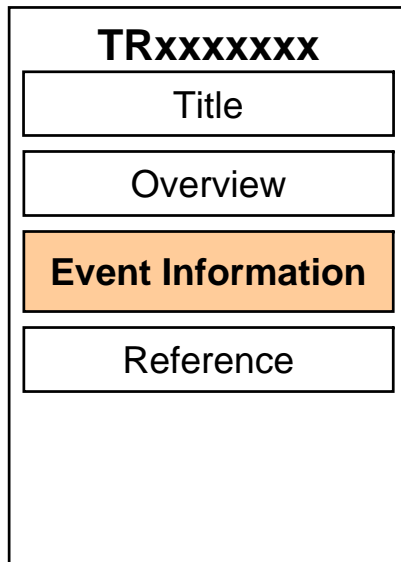 TRxxxxxxx
Title
Overview
Event Information
Reference